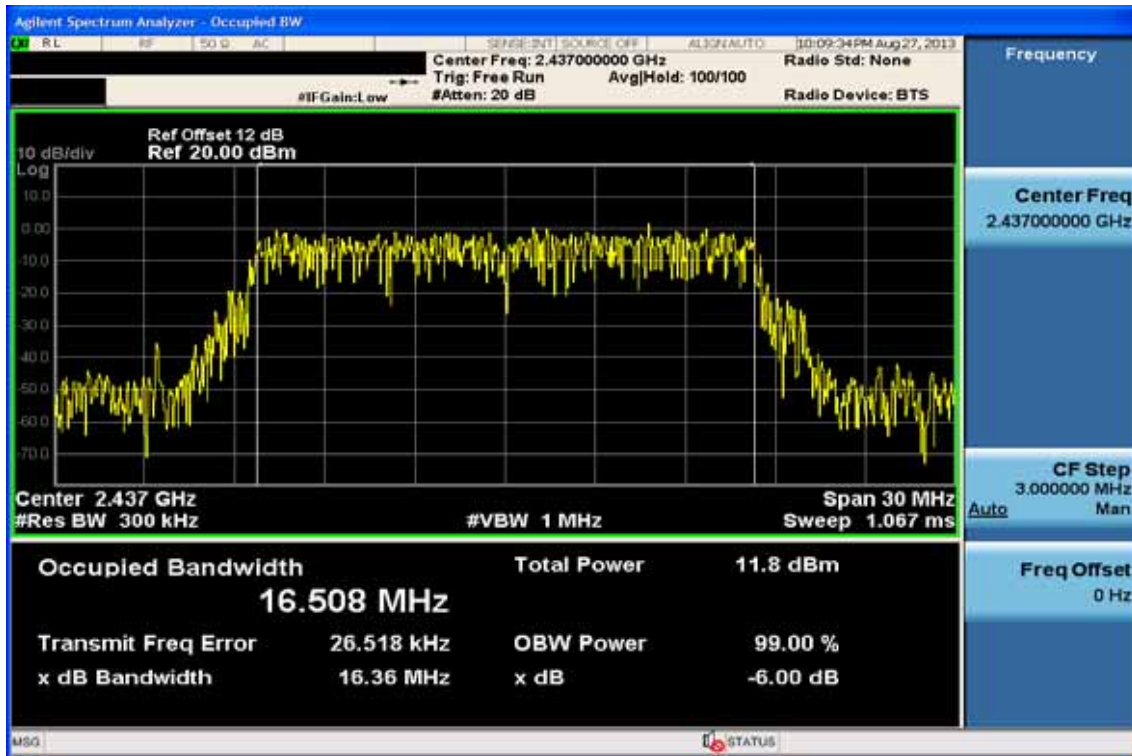 Agilent Spectrum Analyzer - Occupied BW
RL RF 50 Ω AC SENSE:INT SOURCE OFF ALIGN AUTO 10:09:34 PM Aug 27, 2013
Center Freq: 2.437000000 GHz Radio Std: None
Trig: Free Run Avg|Hold: 100/100
#IFGain:Low #Atten: 20 dB Radio Device: BTS
Frequency
Ref Offset 12 dB
10 dB/div Ref 20.00 dBm
Log
10.0
0.00
-10.0
-20.0
-30.0
-40.0
-50.0
-60.0
-70.0
Center 2.437 GHz Span 30 MHz
#Res BW 300 kHz #VBW 1 MHz Sweep 1.067 ms
Center Freq
2.437000000 GHz
CF Step
3.000000 MHz
Auto Man
Freq Offset
0 Hz
Occupied Bandwidth Total Power 11.8 dBm
16.508 MHz
Transmit Freq Error 26.518 kHz OBW Power 99.00 %
x dB Bandwidth 16.36 MHz x dB -6.00 dB
MSG STATUS